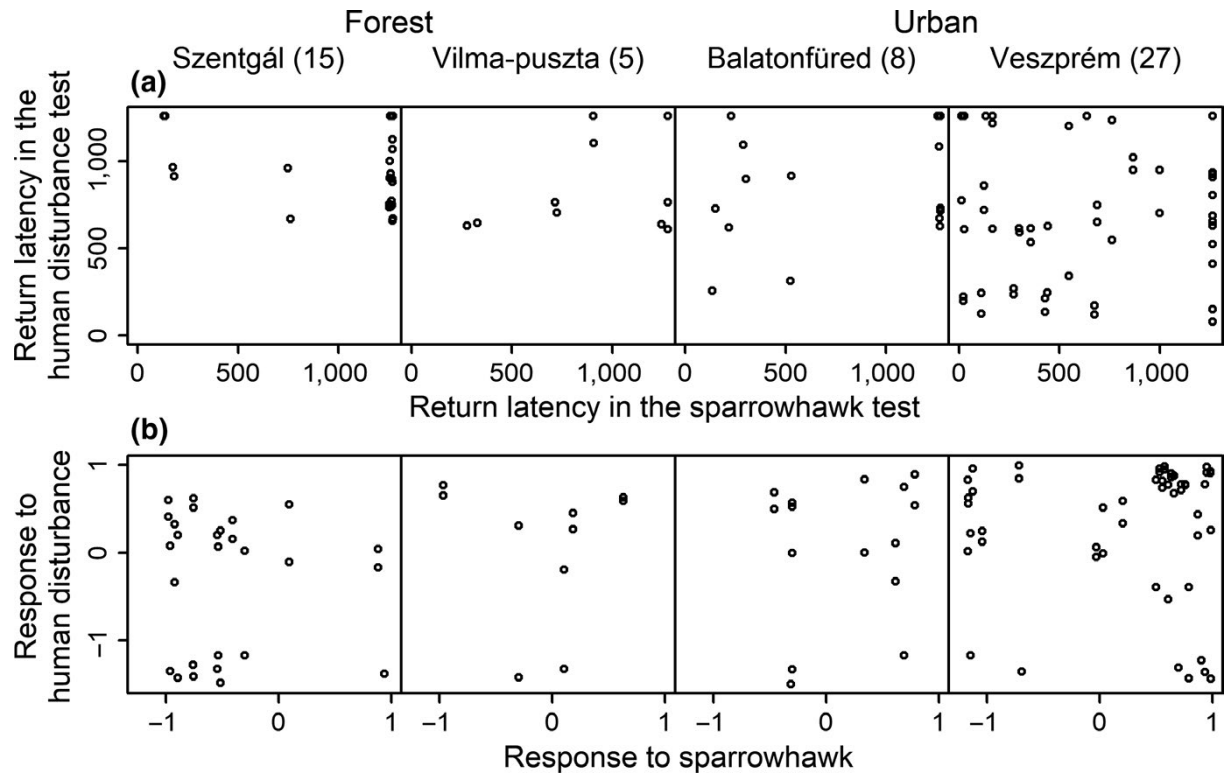 Forest Urban
Szentgál (15) Vilma-puszta (5) Balatonfüred (8) Veszprém (27)
(a)
Return latency in the
human disturbance test
1,000
500
0
0 500 1,000 0 500 1,000 0 500 1,000 0 500 1,000
Return latency in the sparrowhawk test
(b)
Response to
human disturbance
1
0
−1
−1 0 1 −1 0 1 −1 0 1 −1 0 1
Response to sparrowhawk